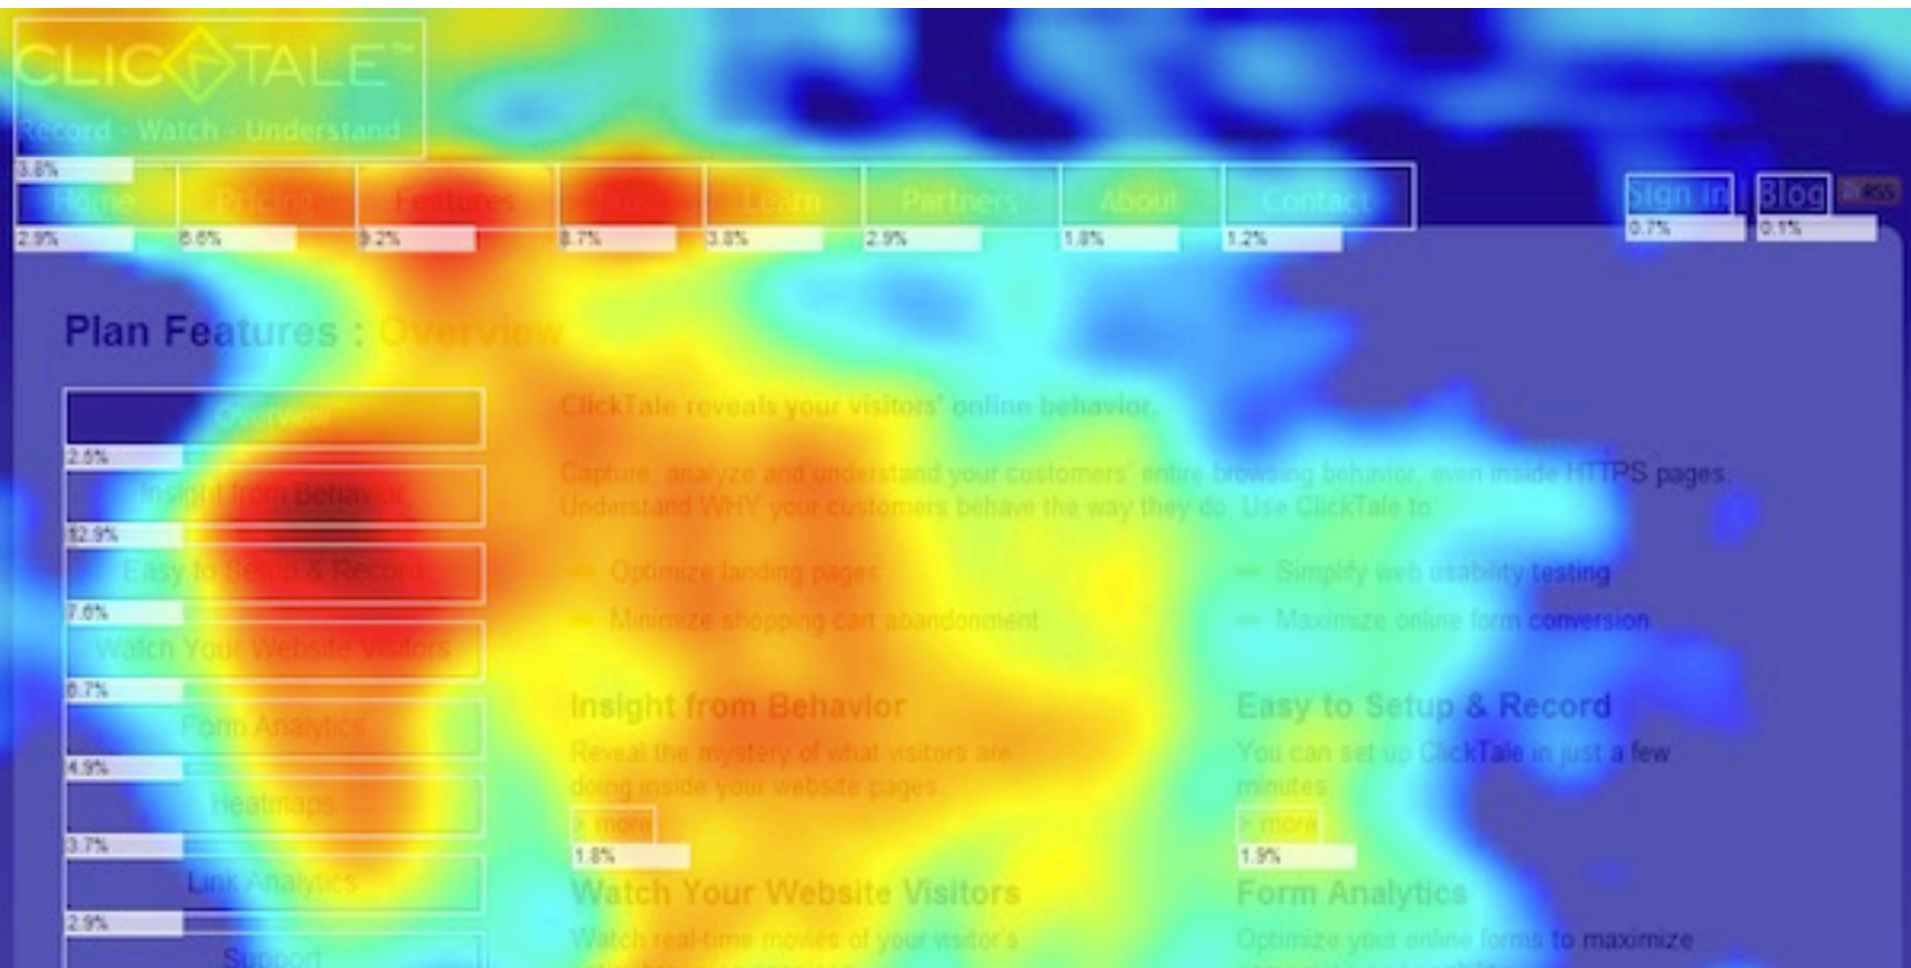 CLICKTALE™
Record · Watch · Understand
3.8%
Home Pricing Features Learn Partners About Contact Sign in Blog RSS
2.9% 6.6% 9.2% 8.7% 3.8% 2.9% 1.8% 1.2% 0.7% 0.1%
Plan Features : Overview
Overview
2.5%
Insight from Behavior
12.9%
Easy to Setup & Record
7.6%
Watch Your Website Visitors
6.7%
Form Analytics
4.9%
Heatmaps
3.7%
Link Analytics
2.9%
Support
ClickTale reveals your visitors' online behavior.
Capture, analyze and understand your customers' entire browsing behavior, even inside HTTPS pages.
Understand WHY your customers behave the way they do. Use ClickTale to:
Optimize landing pages
Minimize shopping cart abandonment
Simplify web usability testing
Maximize online form conversion
Insight from Behavior
Reveal the mystery of what visitors are
doing inside your website pages.
> more
1.8%
Easy to Setup & Record
You can set up ClickTale in just a few
minutes.
> more
1.9%
Watch Your Website Visitors
Watch real-time movies of your visitor's
Form Analytics
Optimize your online forms to maximize